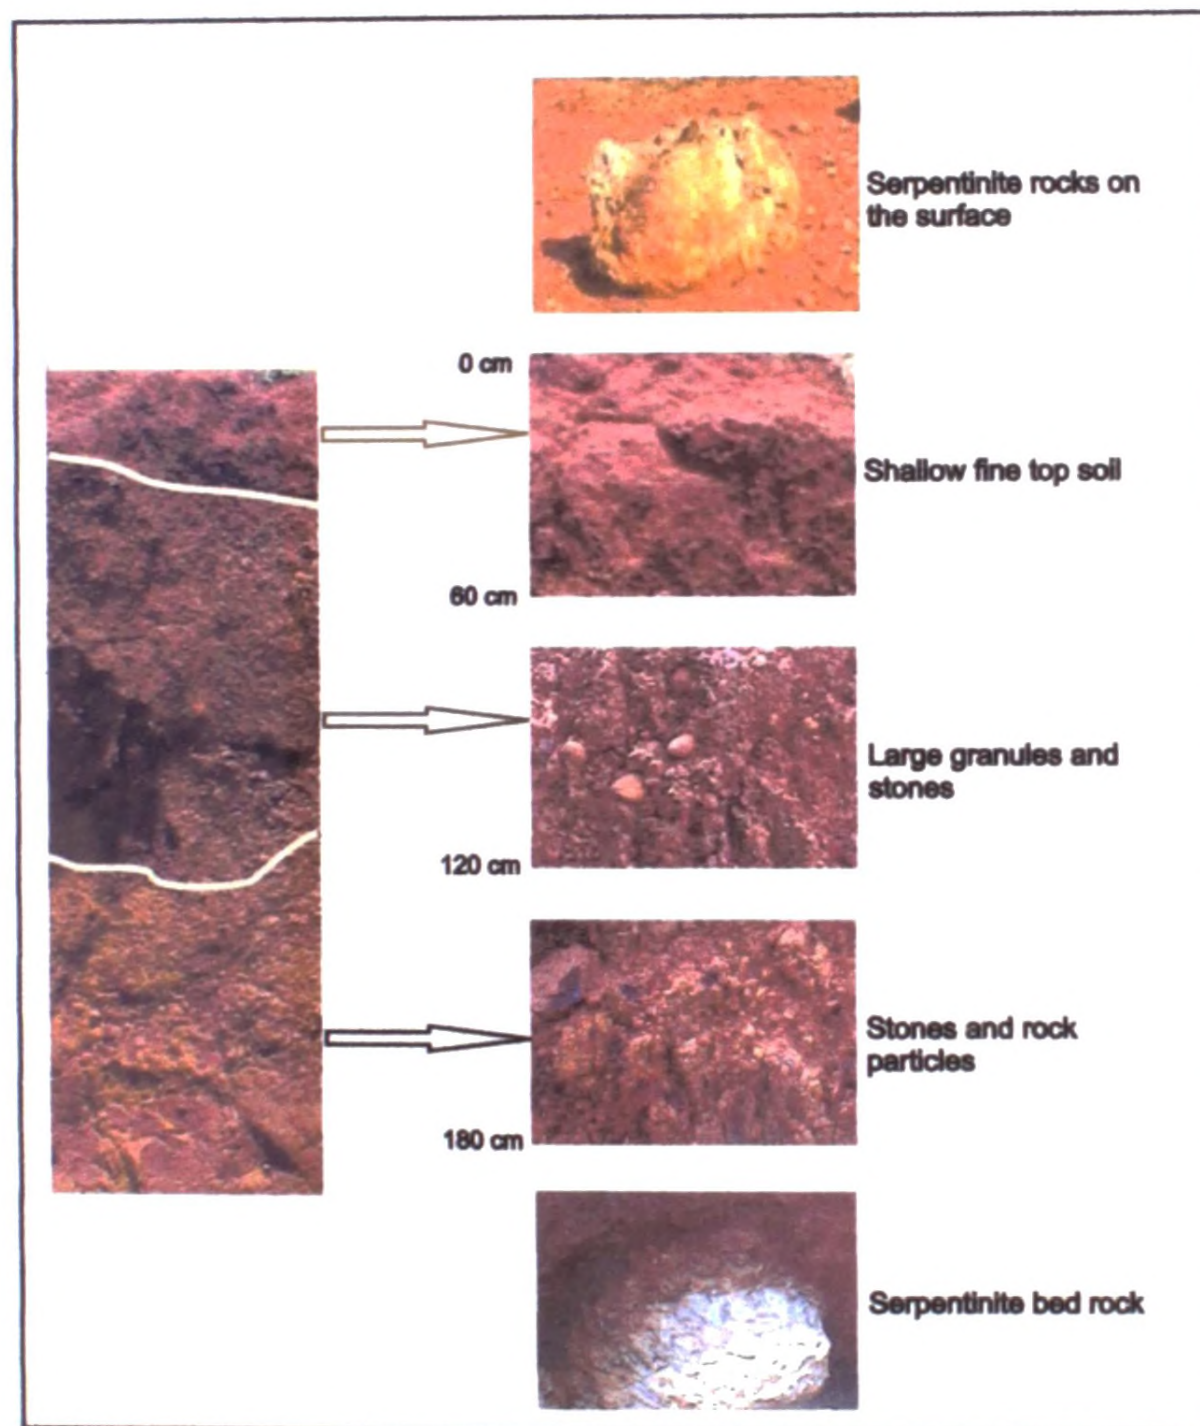 Serpentinite rocks on
the surface
0 cm
Shallow fine top soil
60 cm
Large granules and
stones
120 cm
Stones and rock
particles
180 cm
Serpentinite bed rock